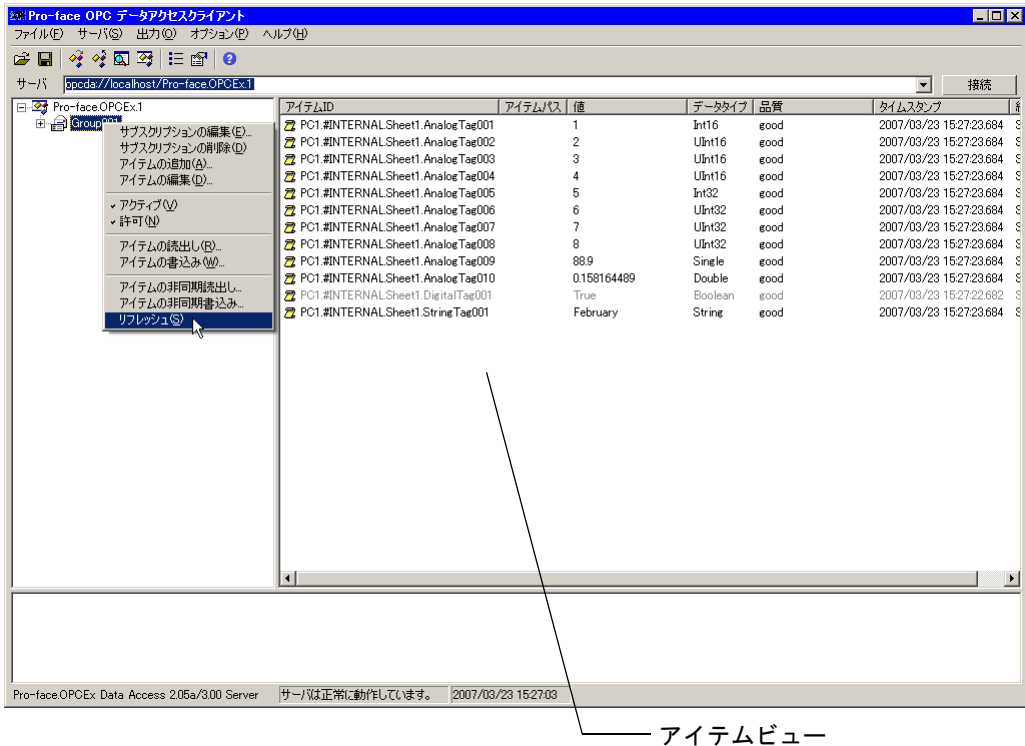 Pro-face OPC データアクセスクライアント
ファイル(F) サーバ(S) 出力(O) オプション(P) ヘルプ(H)
サーバ opcda://localhost/Pro-face.OPCEx.1 接続
Pro-face.OPCEx.1
Group001
サブスクリプションの編集(E)...
サブスクリプションの削除(D)
アイテムの追加(A)...
アイテムの編集(D)...
アクティブ(V)
許可(N)
アイテムの読出し(R)...
アイテムの書込み(W)...
アイテムの非同期読出し...
アイテムの非同期書込み...
リフレッシュ(S)
アイテムID アイテムパス 値 データタイプ 品質 タイムスタンプ
PC1.#INTERNAL.Sheet1.AnalogTag001 1 Int16 good 2007/03/23 15:27:23.684 S
PC1.#INTERNAL.Sheet1.AnalogTag002 2 UInt16 good 2007/03/23 15:27:23.684 S
PC1.#INTERNAL.Sheet1.AnalogTag003 3 UInt16 good 2007/03/23 15:27:23.684 S
PC1.#INTERNAL.Sheet1.AnalogTag004 4 UInt16 good 2007/03/23 15:27:23.684 S
PC1.#INTERNAL.Sheet1.AnalogTag005 5 Int32 good 2007/03/23 15:27:23.684 S
PC1.#INTERNAL.Sheet1.AnalogTag006 6 UInt32 good 2007/03/23 15:27:23.684 S
PC1.#INTERNAL.Sheet1.AnalogTag007 7 UInt32 good 2007/03/23 15:27:23.684 S
PC1.#INTERNAL.Sheet1.AnalogTag008 8 UInt32 good 2007/03/23 15:27:23.684 S
PC1.#INTERNAL.Sheet1.AnalogTag009 88.9 Single good 2007/03/23 15:27:23.684 S
PC1.#INTERNAL.Sheet1.AnalogTag010 0.158164489 Double good 2007/03/23 15:27:23.684 S
PC1.#INTERNAL.Sheet1.DigitalTag001 True Boolean good 2007/03/23 15:27:22.682 S
PC1.#INTERNAL.Sheet1.StringTag001 February String good 2007/03/23 15:27:23.684 S
Pro-face.OPCEx Data Access 2.05a/3.00 Server サーバは正常に動作しています。 2007/03/23 15:27:03
アイテムビュー